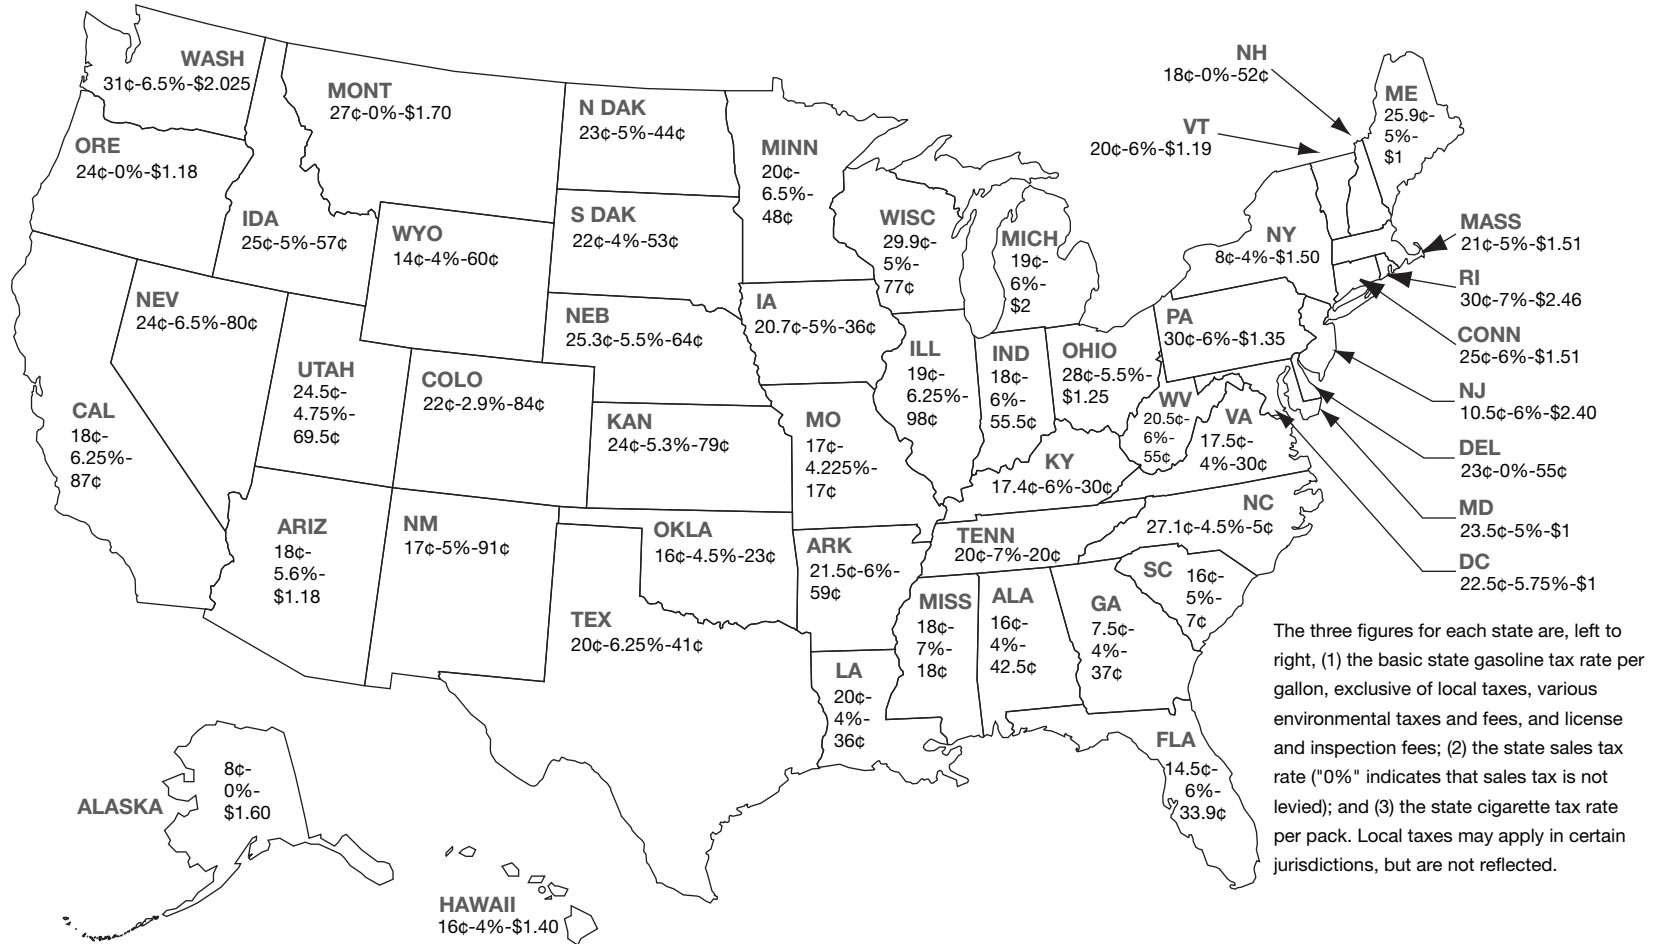 WASH
31¢-6.5%-$2.025
MONT
27¢-0%-$1.70
N DAK
23¢-5%-44¢
MINN
20¢-
6.5%-
48¢
ORE
24¢-0%-$1.18
IDA
25¢-5%-57¢
WYO
14¢-4%-60¢
S DAK
22¢-4%-53¢
WISC
29.9¢-
5%-
77¢
MICH
19¢-
6%-
$2
NH
18¢-0%-52¢
VT
20¢-6%-$1.19
ME
25.9¢-
5%-
$1
NY
8¢-4%-$1.50
MASS
21¢-5%-$1.51
RI
30¢-7%-$2.46
CONN
25¢-6%-$1.51
NJ
10.5¢-6%-$2.40
DEL
23¢-0%-55¢
MD
23.5¢-5%-$1
DC
22.5¢-5.75%-$1
NEV
24¢-6.5%-80¢
UTAH
24.5¢-
4.75%-
69.5¢
COLO
22¢-2.9%-84¢
NEB
25.3¢-5.5%-64¢
IA
20.7¢-5%-36¢
ILL
19¢-
6.25%-
98¢
IND
18¢-
6%-
55.5¢
OHIO
28¢-5.5%-
$1.25
PA
30¢-6%-$1.35
WV
20.5¢-
6%-
55¢
VA
17.5¢-
4%-30¢
CAL
18¢-
6.25%-
87¢
KAN
24¢-5.3%-79¢
MO
17¢-
4.225%-
17¢
KY
17.4¢-6%-30¢
NC
27.1¢-4.5%-5¢
ARIZ
18¢-
5.6%-
$1.18
NM
17¢-5%-91¢
OKLA
16¢-4.5%-23¢
ARK
21.5¢-6%-
59¢
TENN
20¢-7%-20¢
SC
16¢-
5%-
7¢
TEX
20¢-6.25%-41¢
MISS
18¢-
7%-
18¢
ALA
16¢-
4%-
42.5¢
GA
7.5¢-
4%-
37¢
LA
20¢-
4%-
36¢
FLA
14.5¢-
6%-
33.9¢
ALASKA
8¢-
0%-
$1.60
HAWAII
16¢-4%-$1.40
The three figures for each state are, left to
right, (1) the basic state gasoline tax rate per
gallon, exclusive of local taxes, various
environmental taxes and fees, and license
and inspection fees; (2) the state sales tax
rate ("0%" indicates that sales tax is not
levied); and (3) the state cigarette tax rate
per pack. Local taxes may apply in certain
jurisdictions, but are not reflected.